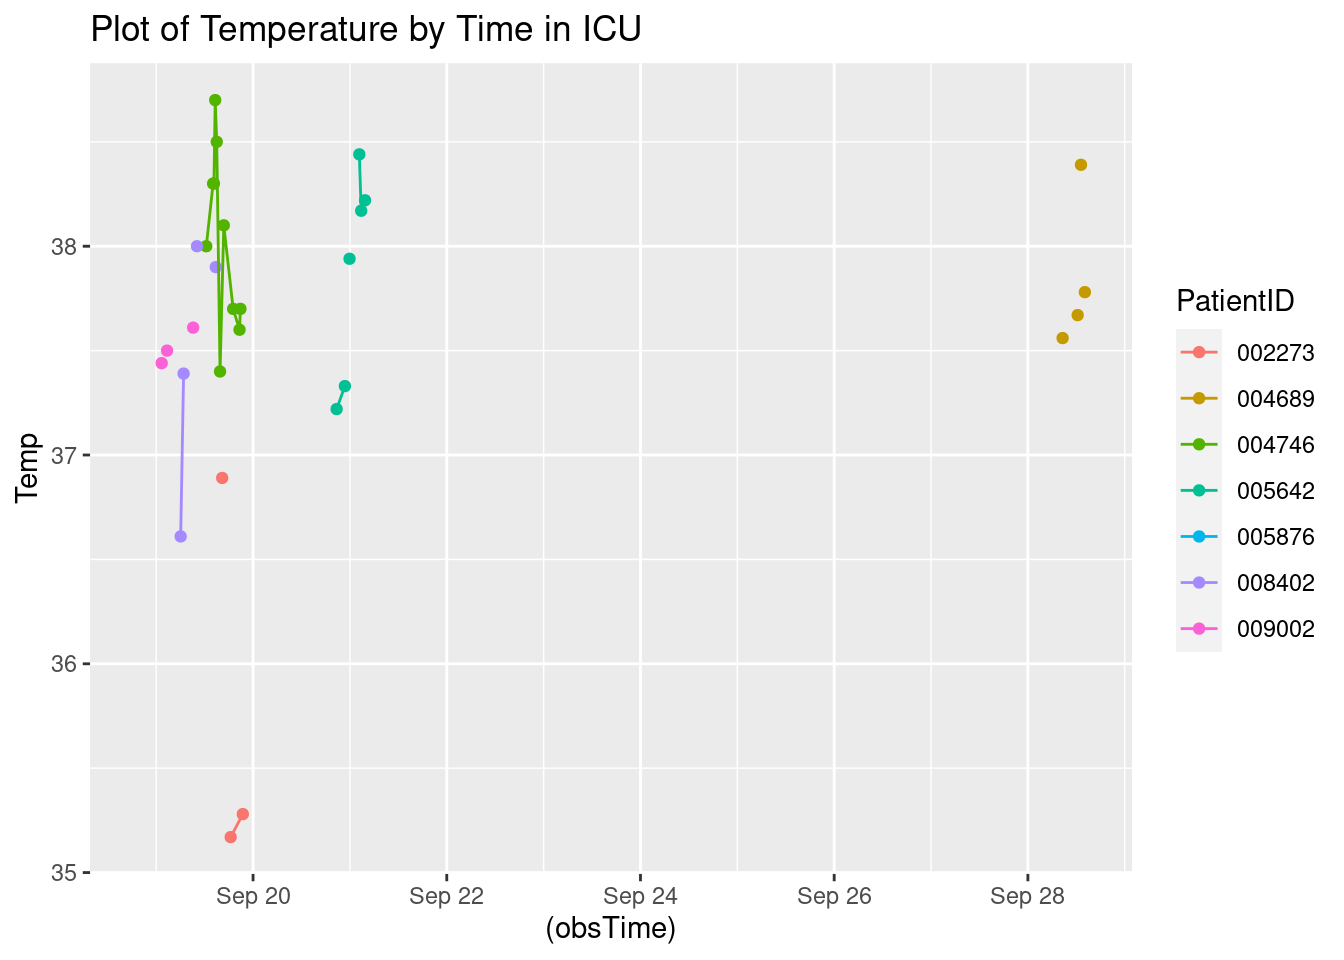 Plot of Temperature by Time in ICU
Temp
38
37
36
35
Sep 20
Sep 22
Sep 24
Sep 26
Sep 28
(obsTime)
PatientID
002273
004689
004746
005642
005876
008402
009002